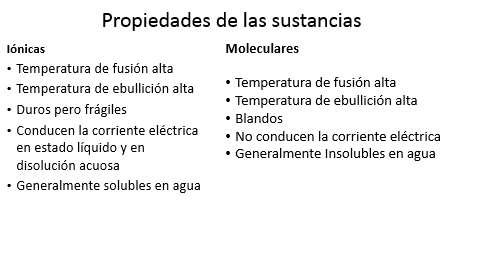 Propiedades de las sustancias
Iónicas
• Temperatura de fusión alta
• Temperatura de ebullición alta
• Duros pero frágiles
• Conducen la corriente eléctrica
en estado líquido y en
disolución acuosa
• Generalmente solubles en agua
Moleculares
• Temperatura de fusión alta
• Temperatura de ebullición alta
• Blandos
• No conducen la corriente eléctrica
• Generalmente Insolubles en agua